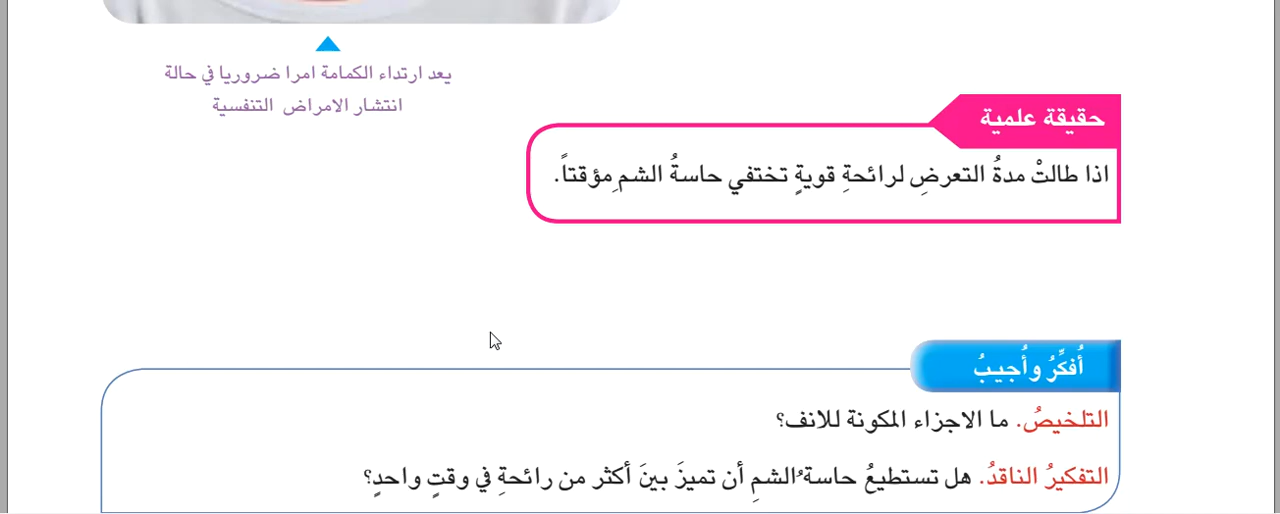 يعد ارتداء الكمامة امرا ضروريا في حالة
انتشار الامراض التنفسية
حقيقة علمية
اذا طالتْ مدةُ التعرضِ لرائحةِ قويةٍ تختفي حاسةُ الشمِ مؤقتاً.
أُفكِّرُ وأُجيبُ
التلخيصُ. ما الاجزاء المكونة للانف؟
التفكيرُ الناقدُ. هل تستطيعُ حاسةُ الشمِ أن تميزَ بينَ أكثر من رائحةِ في وقتٍ واحدٍ؟